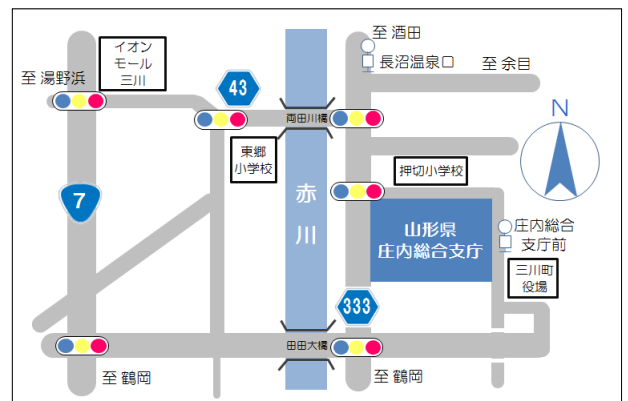 イオン
モール
三川
至 湯野浜
43
両田川橋
東郷
小学校
7
至 鶴岡
赤
川
至 酒田
長沼温泉口
至 余目
N
押切小学校
山形県
庄内総合支庁
庄内総合
支庁前
三川町
役場
333
田田大橋
至 鶴岡